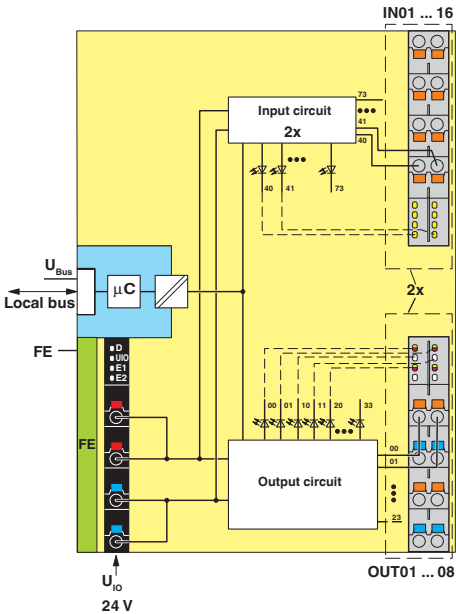 IN01 ... 16
73
Input circuit
2x
41
40
40
41
73
U Bus
µC
Local bus
2x
FE
D
UIO
E1
E2
00
01
10
11
20
33
FE
00
01
Output circuit
23
OUT01 ... 08
U IO
24 V